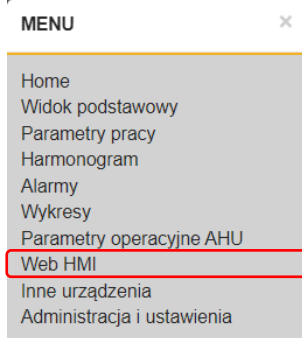 MENU ×
Home
Widok podstawowy
Parametry pracy
Harmonogram
Alarmy
Wykresy
Parametry operacyjne AHU
Web HMI
Inne urządzenia
Administracja i ustawienia